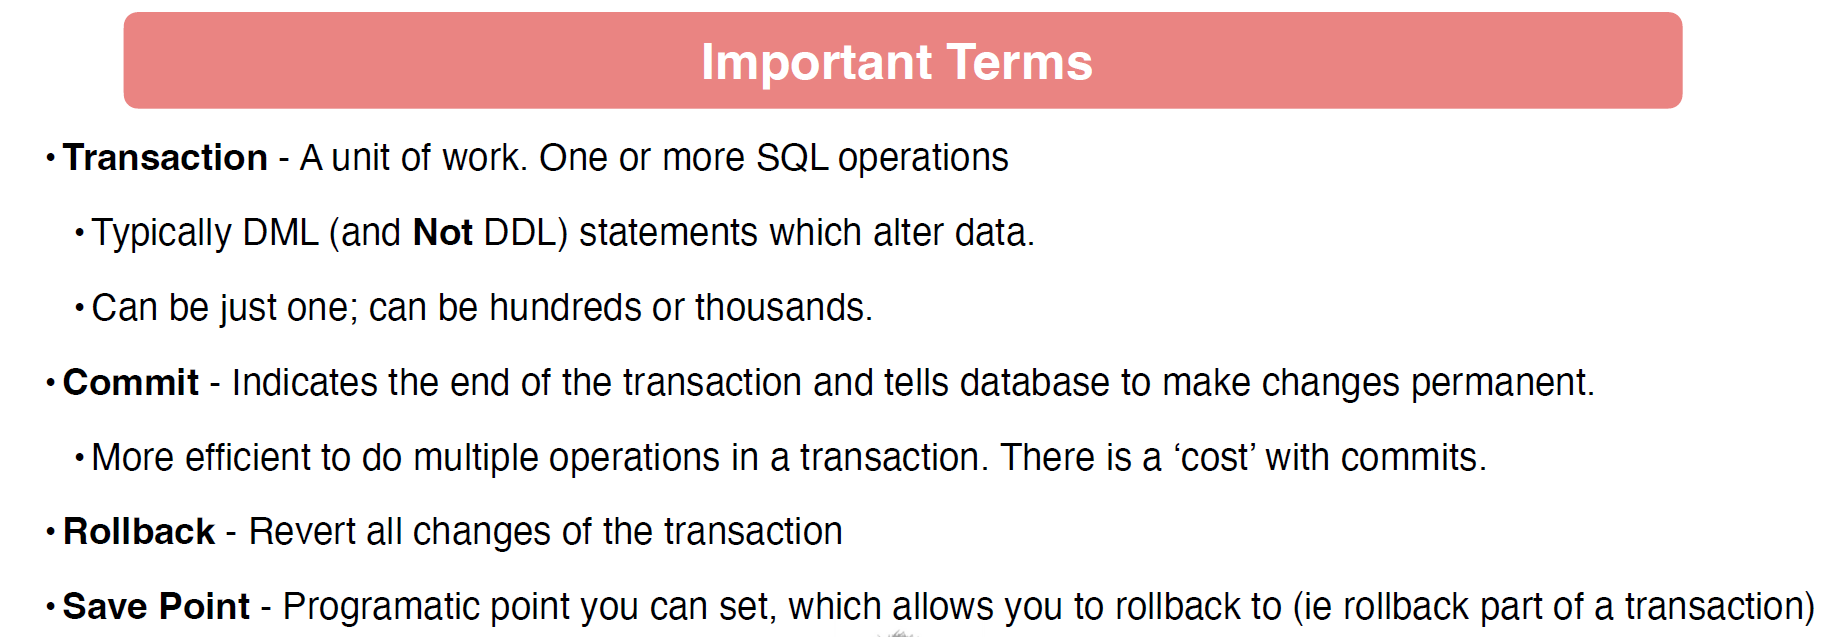 Important Terms
• Transaction - A unit of work. One or more SQL operations
• Typically DML (and Not DDL) statements which alter data.
• Can be just one; can be hundreds or thousands.
• Commit - Indicates the end of the transaction and tells database to make changes permanent.
• More efficient to do multiple operations in a transaction. There is a ‘cost’ with commits.
• Rollback - Revert all changes of the transaction
• Save Point - Programatic point you can set, which allows you to rollback to (ie rollback part of a transaction)